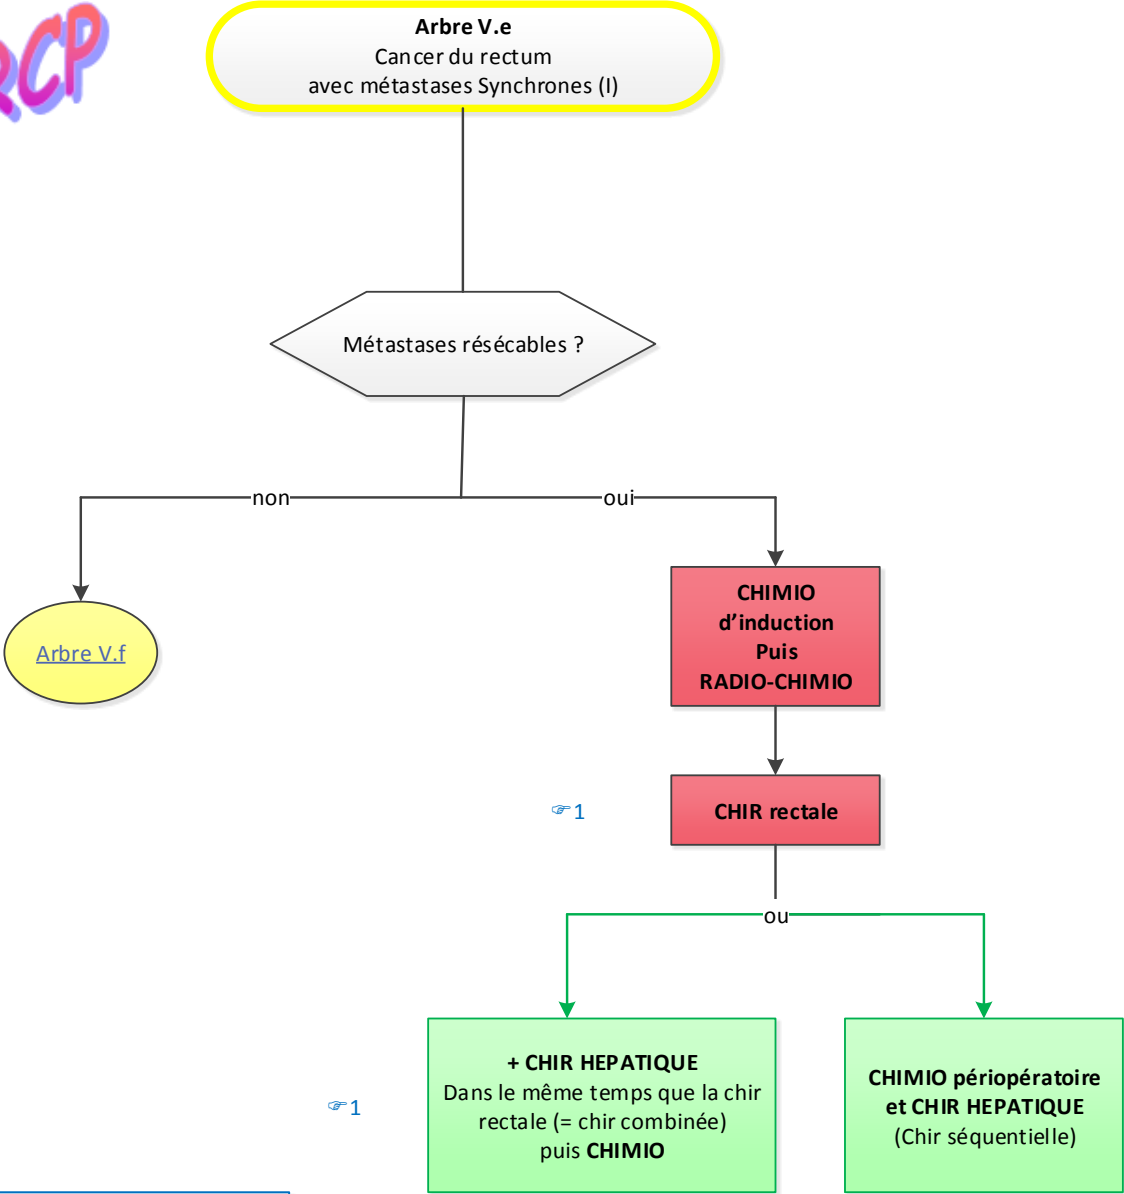 RCP
Arbre V.e
Cancer du rectum
avec métastases Synchrones (I)
Métastases résécables ?
non
oui
Arbre V.f
CHIMIO
d’induction
Puis
RADIO-CHIMIO
☞1
CHIR rectale
ou
+ CHIR HEPATIQUE
Dans le même temps que la chir
rectale (= chir combinée)
puis CHIMIO
☞1
CHIMIO périopératoire
et CHIR HEPATIQUE
(Chir séquentielle)